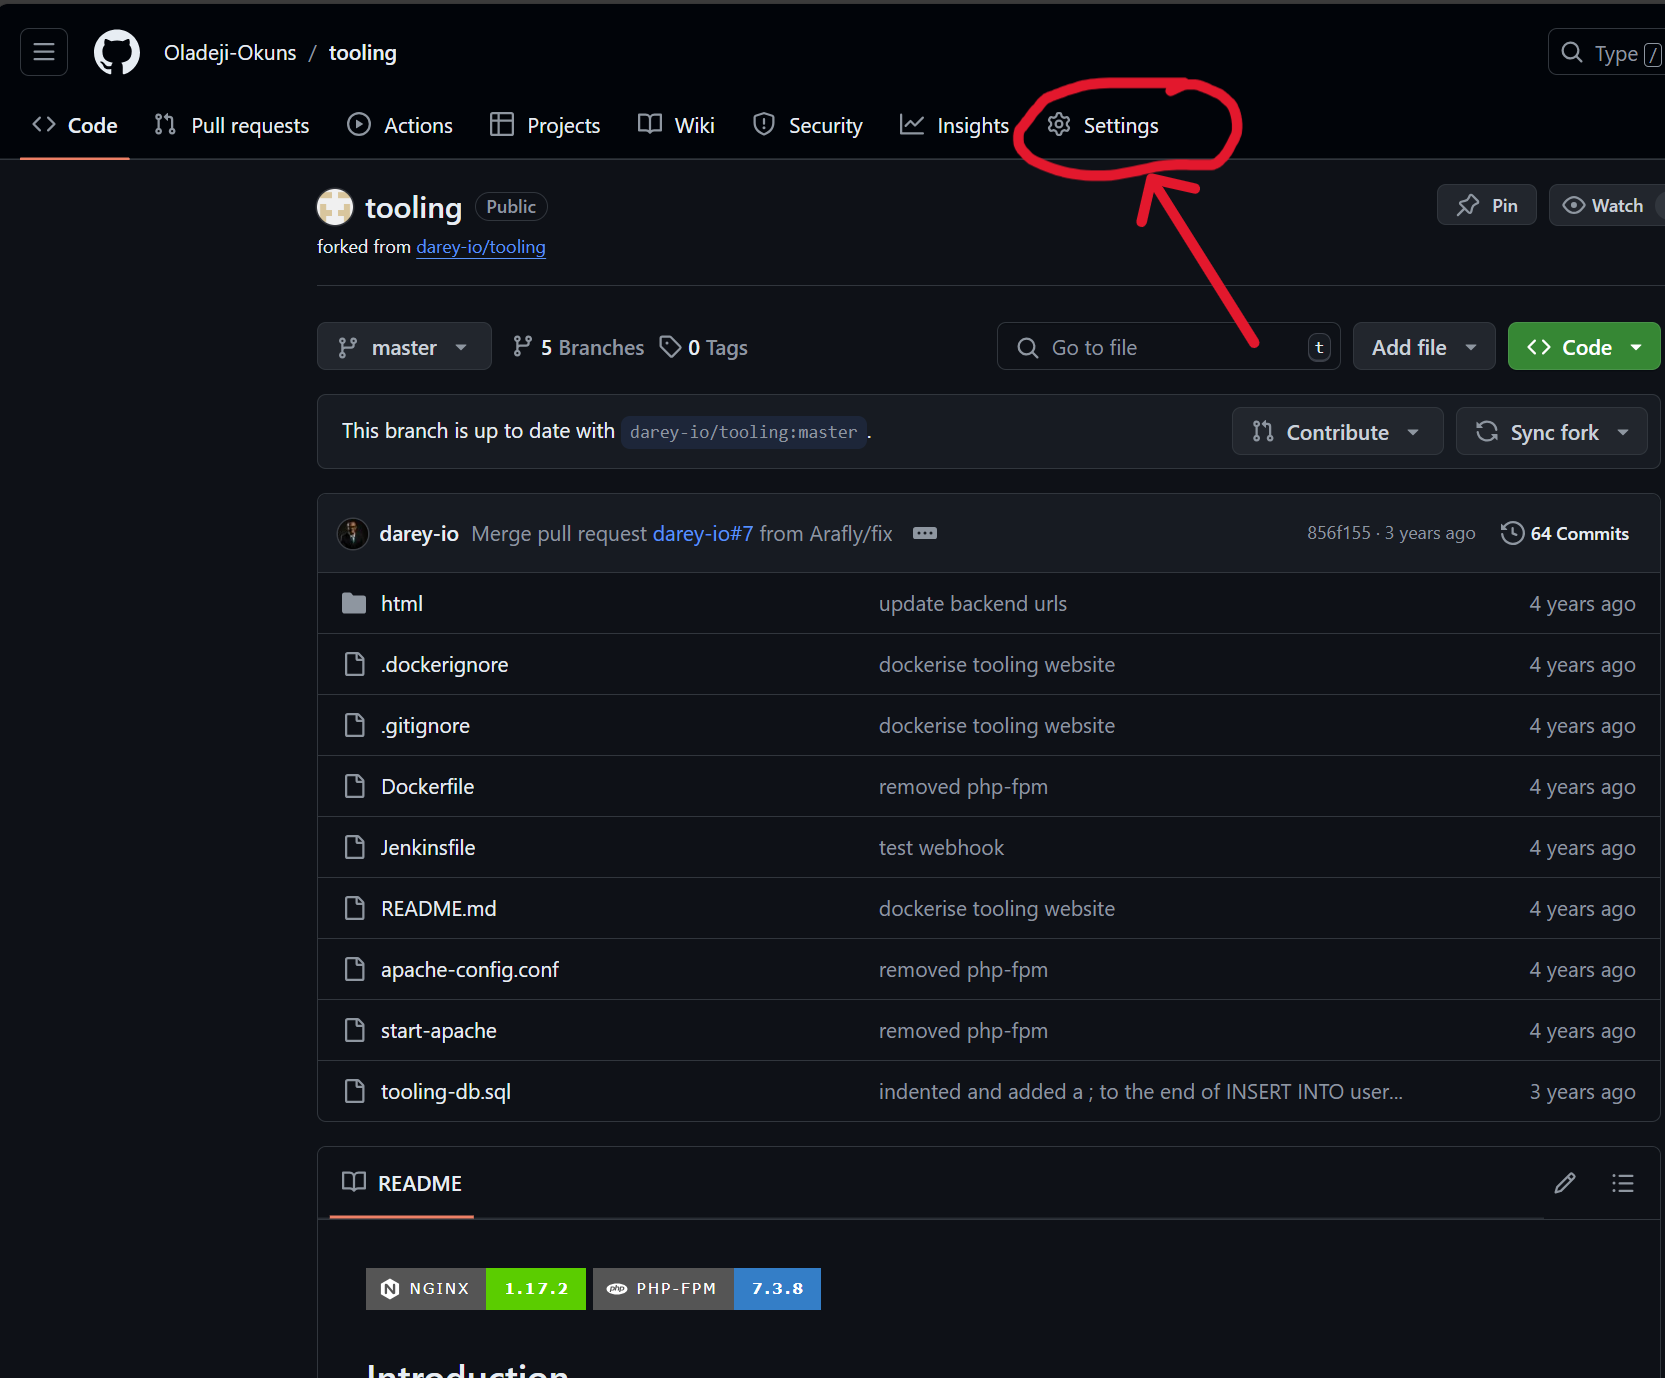 Oladeji-Okuns / tooling
Type /
Code Pull requests Actions Projects Wiki Security Insights Settings
tooling Public
Pin Watch
forked from darey-io/tooling
master 5 Branches 0 Tags Go to file t Add file Code
This branch is up to date with darey-io/tooling:master .
Contribute Sync fork
darey-io Merge pull request darey-io#7 from Arafly/fix 856f155 · 3 years ago 64 Commits
html update backend urls 4 years ago
.dockerignore dockerise tooling website 4 years ago
.gitignore dockerise tooling website 4 years ago
Dockerfile removed php-fpm 4 years ago
Jenkinsfile test webhook 4 years ago
README.md dockerise tooling website 4 years ago
apache-config.conf removed php-fpm 4 years ago
start-apache removed php-fpm 4 years ago
tooling-db.sql indented and added a ; to the end of INSERT INTO user... 3 years ago
README
NGINX 1.17.2 php PHP-FPM 7.3.8
Introduction